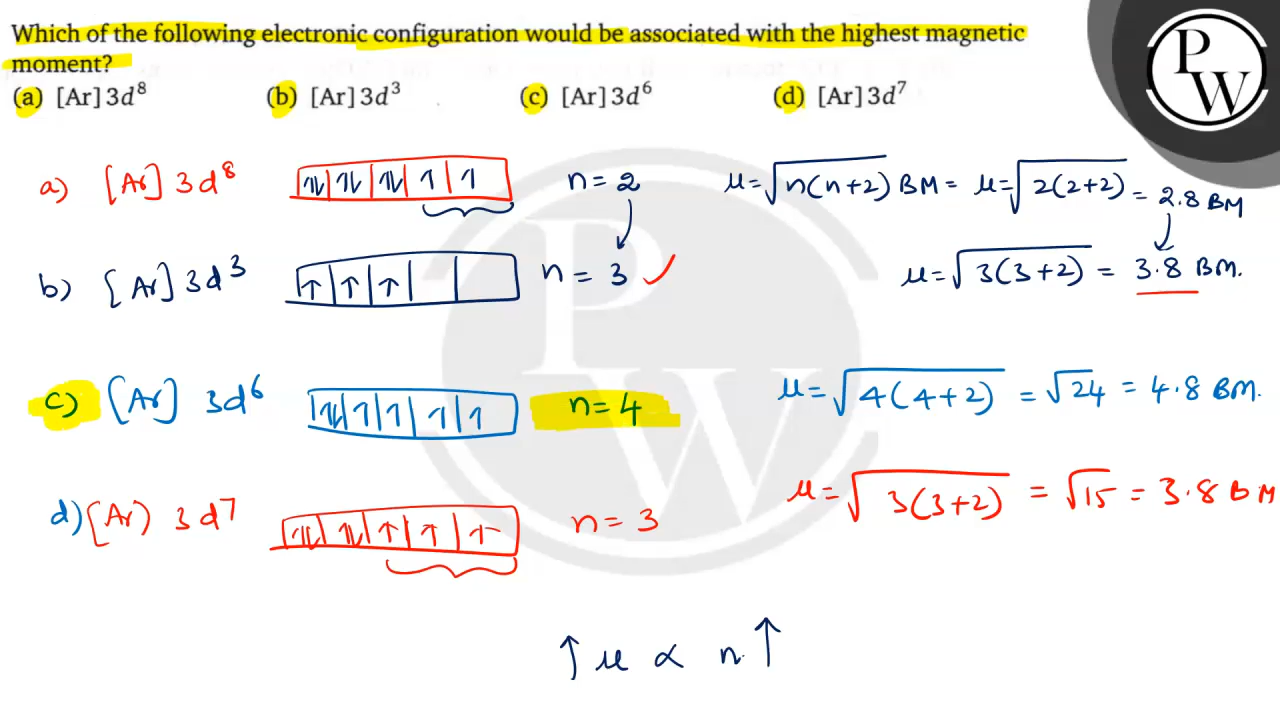 Which of the following electronic configuration would be associated with the highest magnetic
moment?
(a) [Ar] 3d⁸ (b) [Ar] 3d³ (c) [Ar] 3d⁶ (d) [Ar] 3d⁷
P
W
a) [Ar] 3d⁸ ⇅ ⇅ ⇅ ↑ ↑ n = 2 μ = √n(n+2) BM = μ = √2(2+2) = 2.8 BM
b) [Ar] 3d³ ↑ ↑ ↑ n = 3 ✓ μ = √3(3+2) = 3.8 BM.
c) [Ar] 3d⁶ ⇅ ↑ ↑ ↑ ↑ n = 4 μ = √4(4+2) = √24 = 4.8 BM.
d) [Ar) 3d⁷ ⇅ ⇅ ↑ ↑ ↑ n = 3 μ = √3(3+2) = √15 = 3.8 BM
↑ μ ∝ n ↑
P
W